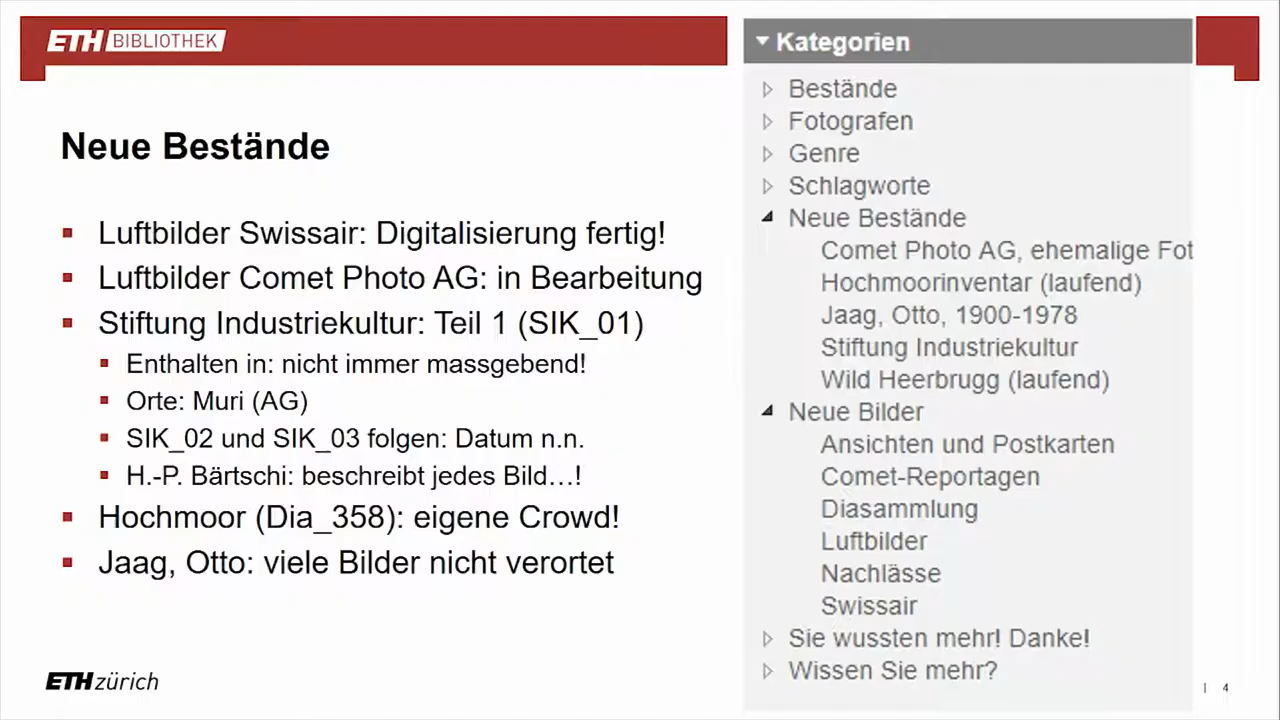 ETH BIBLIOTHEK
Neue Bestände
Luftbilder Swissair: Digitalisierung fertig!
Luftbilder Comet Photo AG: in Bearbeitung
Stiftung Industriekultur: Teil 1 (SIK_01)
Enthalten in: nicht immer massgebend!
Orte: Muri (AG)
SIK_02 und SIK_03 folgen: Datum n.n.
H.-P. Bärtschi: beschreibt jedes Bild…!
Hochmoor (Dia_358): eigene Crowd!
Jaag, Otto: viele Bilder nicht verortet
Kategorien
Bestände
Fotografen
Genre
Schlagworte
Neue Bestände
Comet Photo AG, ehemalige Fot
Hochmoorinventar (laufend)
Jaag, Otto, 1900-1978
Stiftung Industriekultur
Wild Heerbrugg (laufend)
Neue Bilder
Ansichten und Postkarten
Comet-Reportagen
Diasammlung
Luftbilder
Nachlässe
Swissair
Sie wussten mehr! Danke!
Wissen Sie mehr?
ETH zürich
| 4